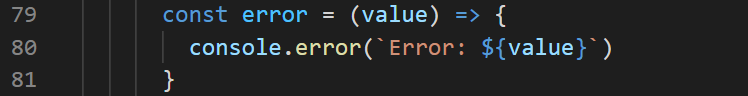 79 const error = (value) => {
80 console.error(`Error: ${value}`)
81 }